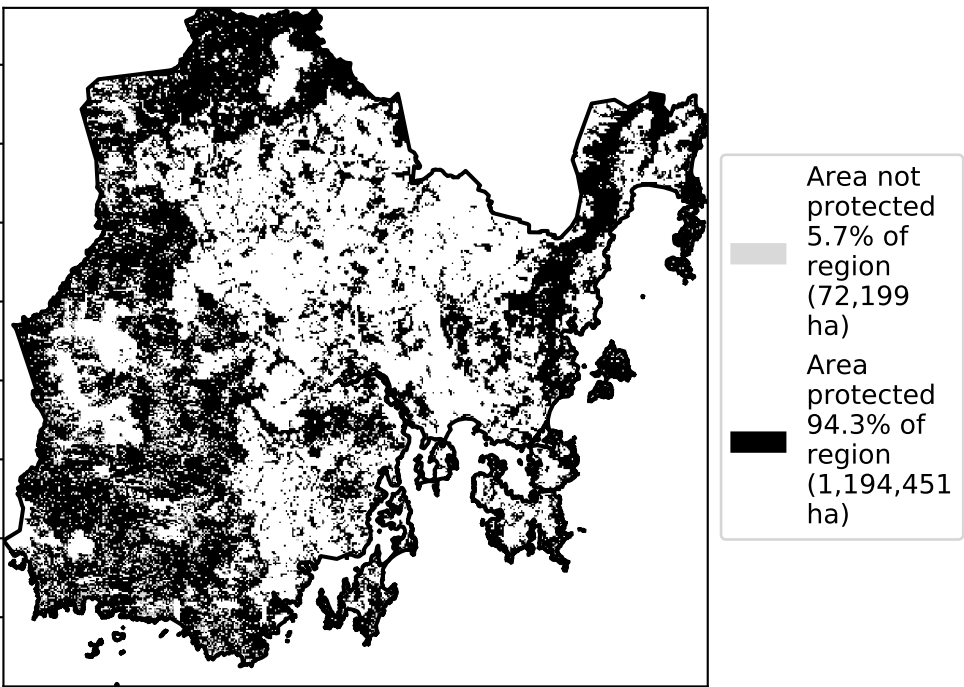 Area not
protected
5.7% of
region
(72,199
ha)
Area
protected
94.3% of
region
(1,194,451
ha)